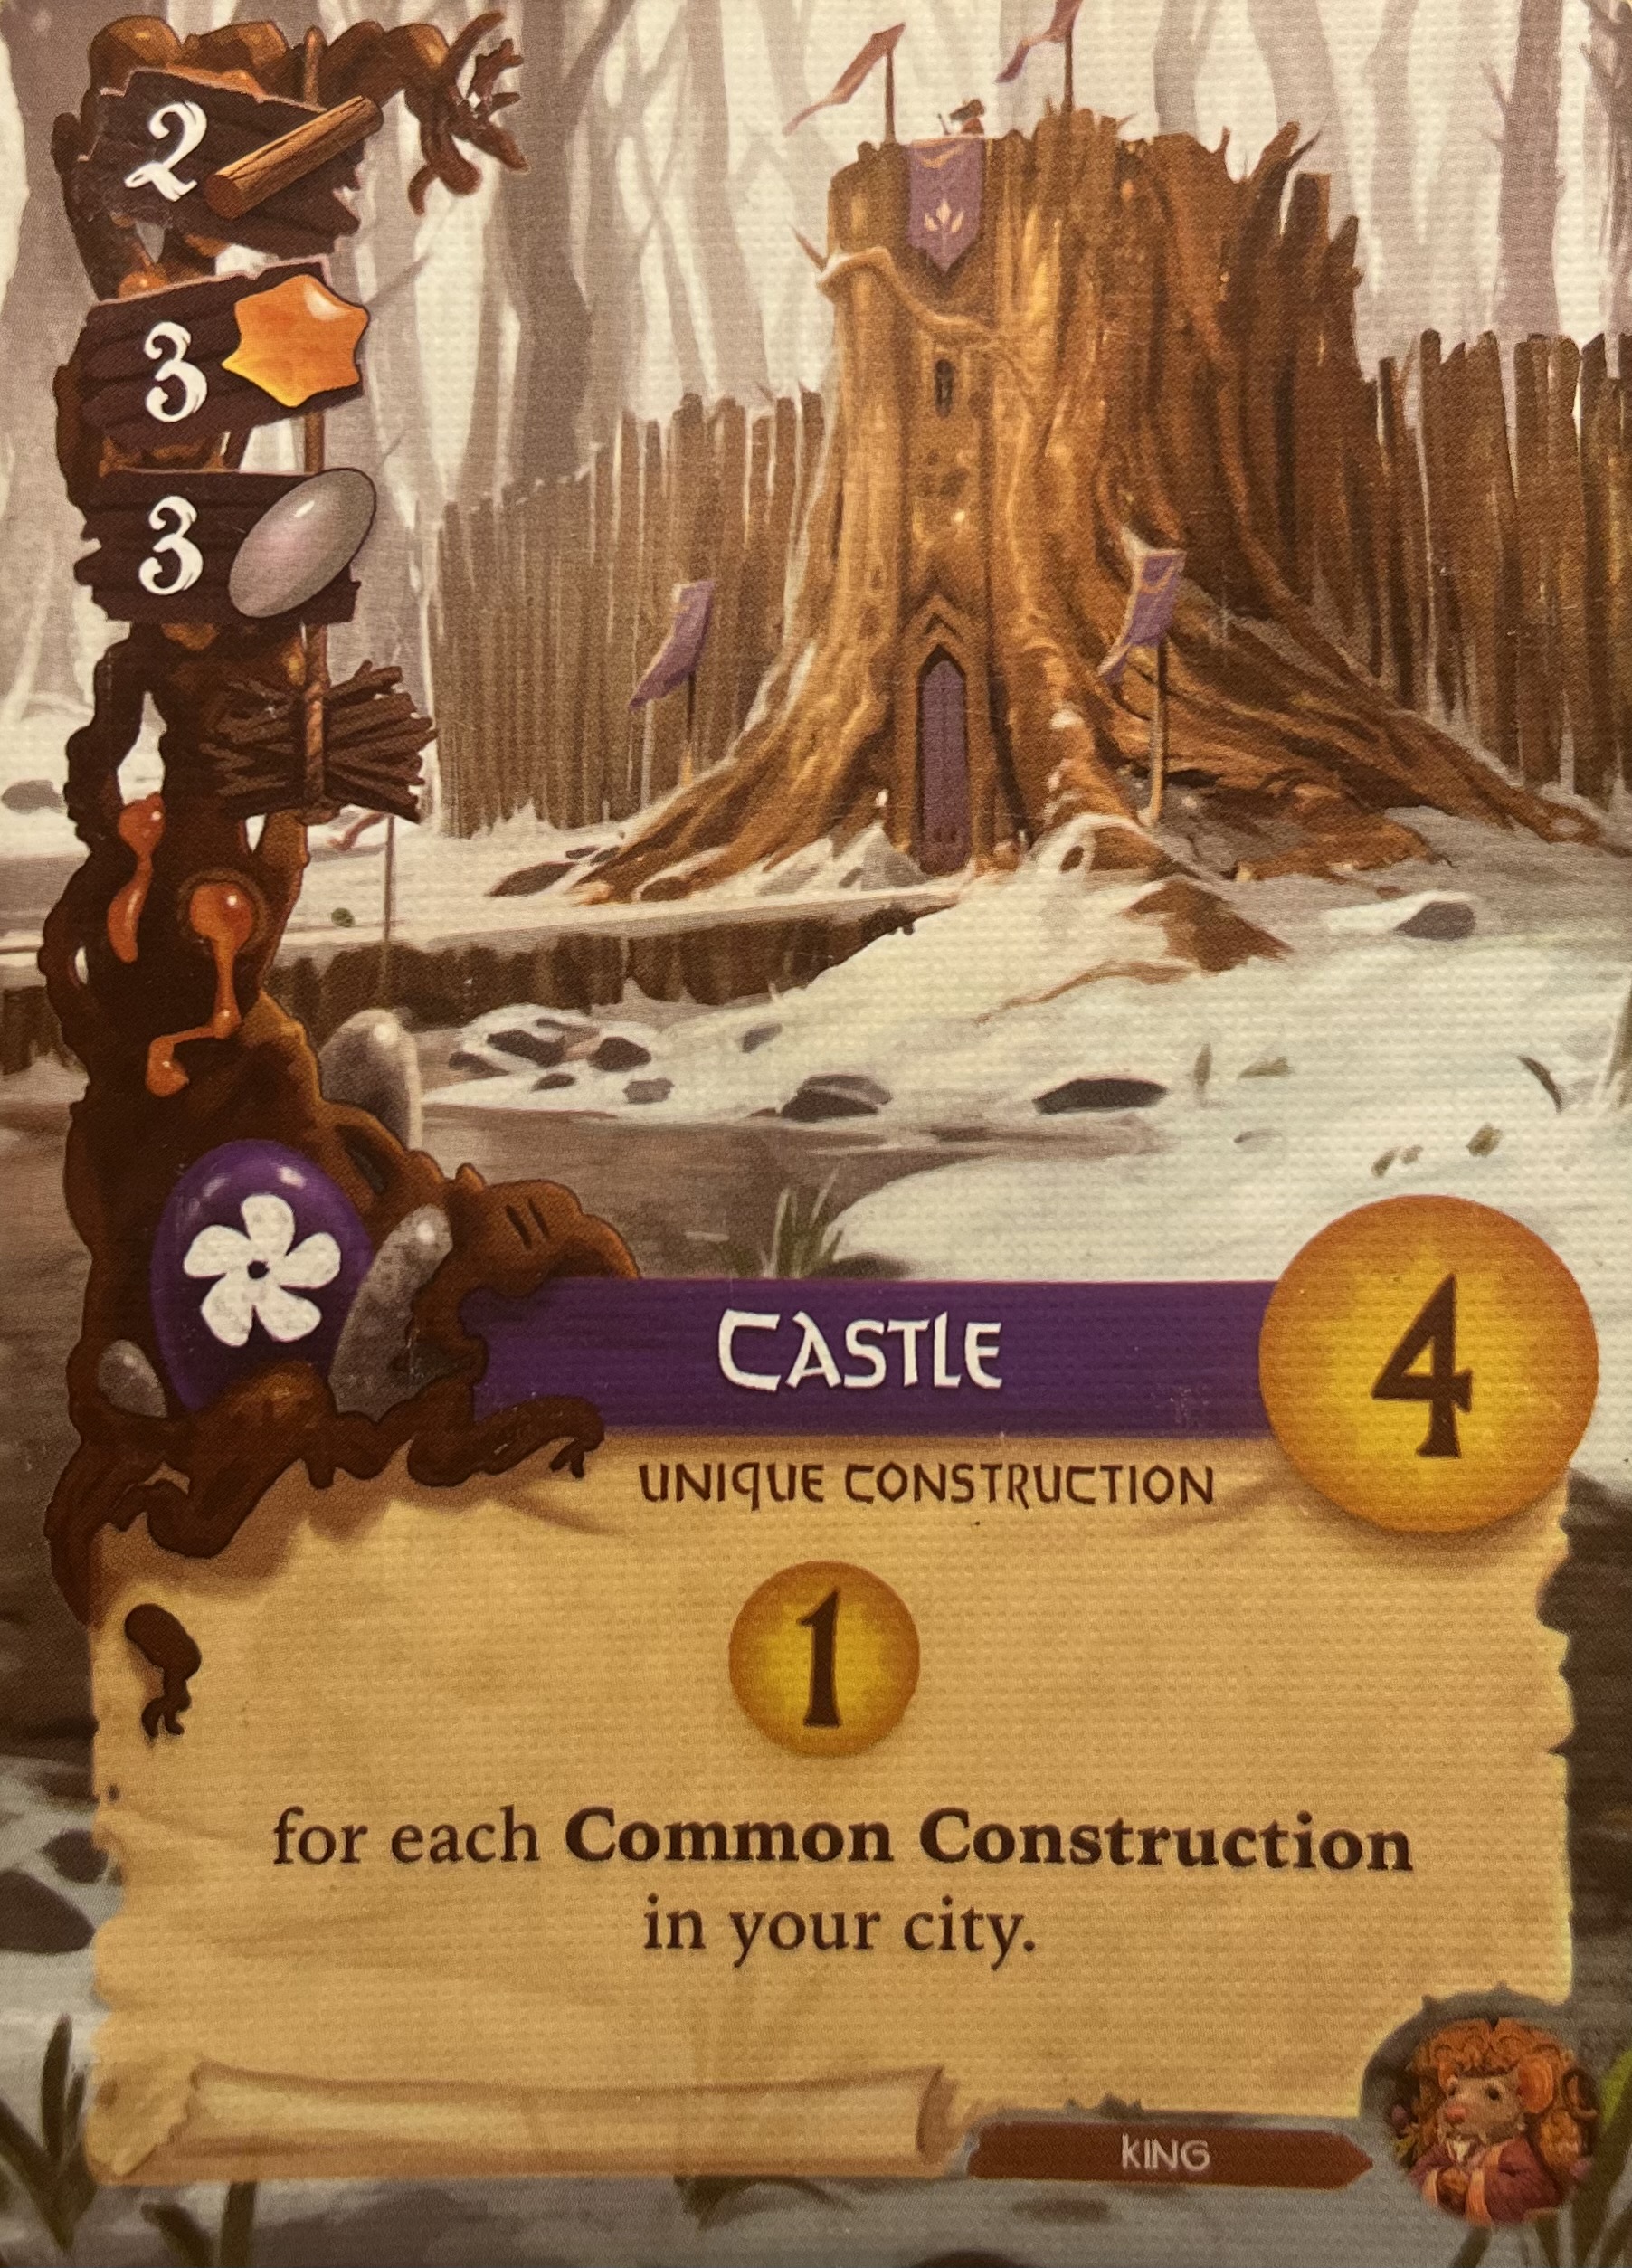 2
3
3
CASTLE
4
UNIQUE CONSTRUCTION
1
for each Common Construction
in your city.
KING